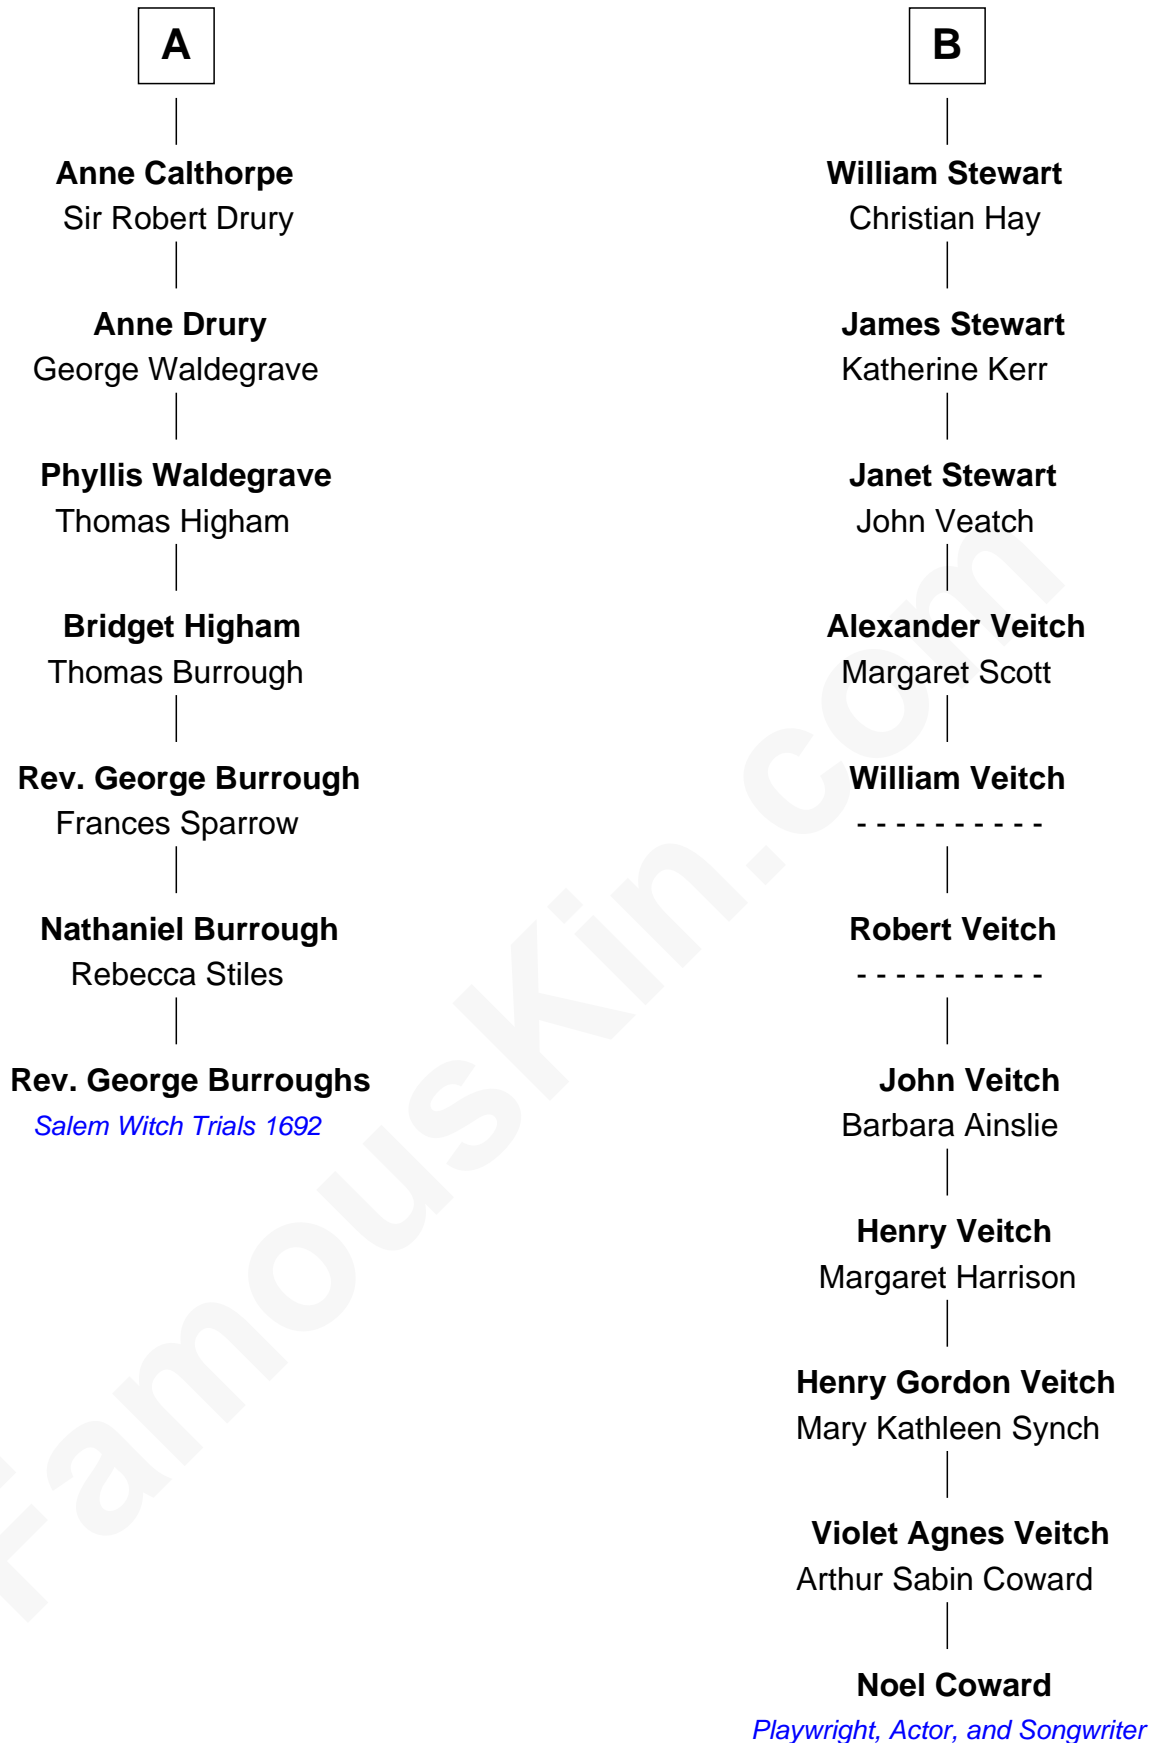 A
Anne Calthorpe
Sir Robert Drury
Anne Drury
George Waldegrave
Phyllis Waldegrave
Thomas Higham
Bridget Higham
Thomas Burrough
Rev. George Burrough
Frances Sparrow
Nathaniel Burrough
Rebecca Stiles
Rev. George Burroughs
Salem Witch Trials 1692
B
William Stewart
Christian Hay
James Stewart
Katherine Kerr
Janet Stewart
John Veatch
Alexander Veitch
Margaret Scott
William Veitch
- - - - - - - - - -
Robert Veitch
- - - - - - - - - -
John Veitch
Barbara Ainslie
Henry Veitch
Margaret Harrison
Henry Gordon Veitch
Mary Kathleen Synch
Violet Agnes Veitch
Arthur Sabin Coward
Noel Coward
Playwright, Actor, and Songwriter
FamousKin.com